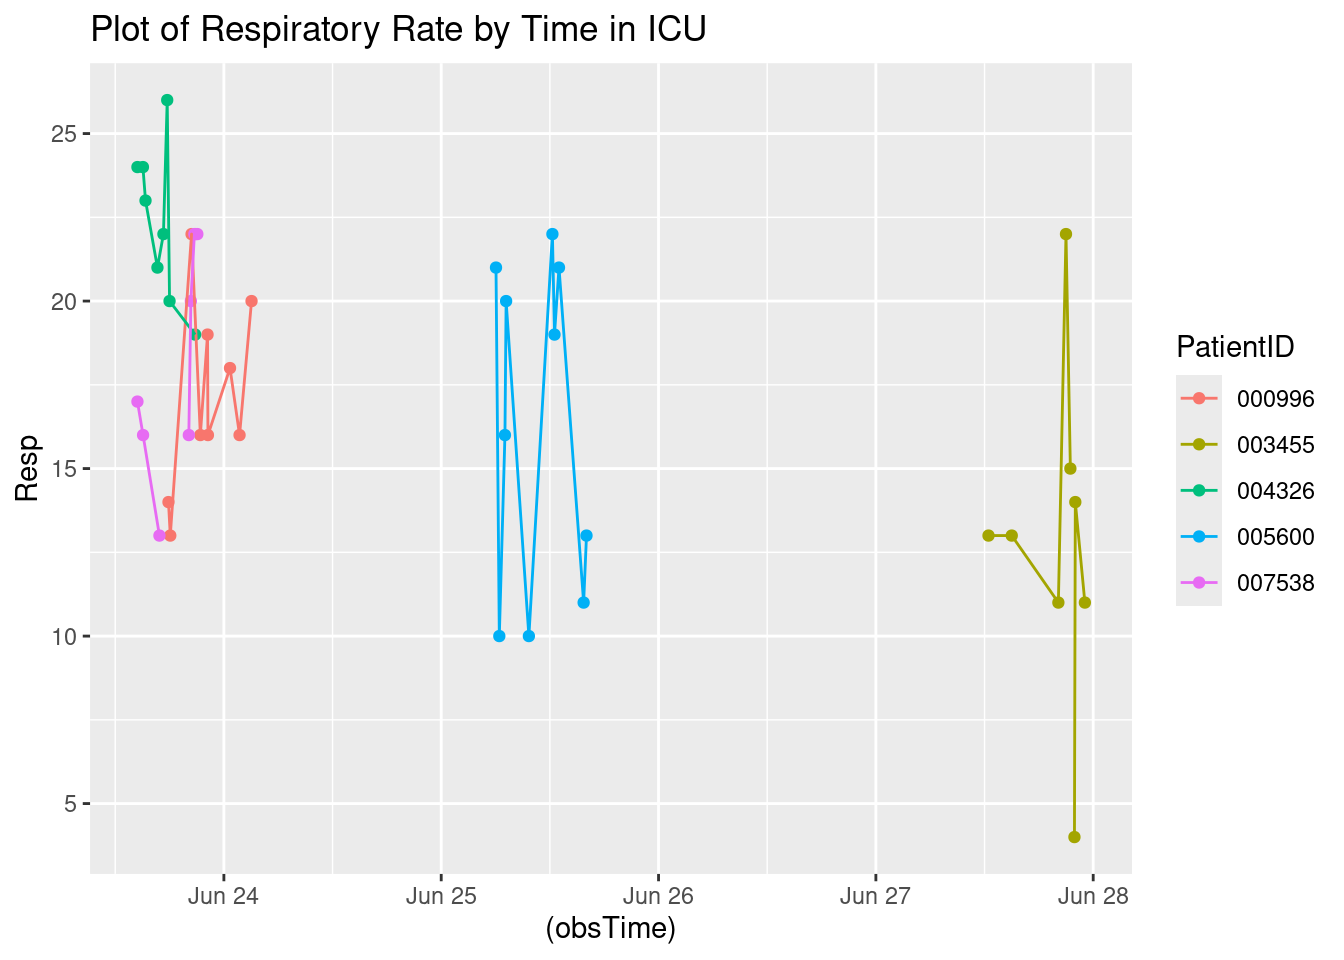 Plot of Respiratory Rate by Time in ICU
Resp
25
20
15
10
5
Jun 24
Jun 25
Jun 26
Jun 27
Jun 28
(obsTime)
PatientID
000996
003455
004326
005600
007538